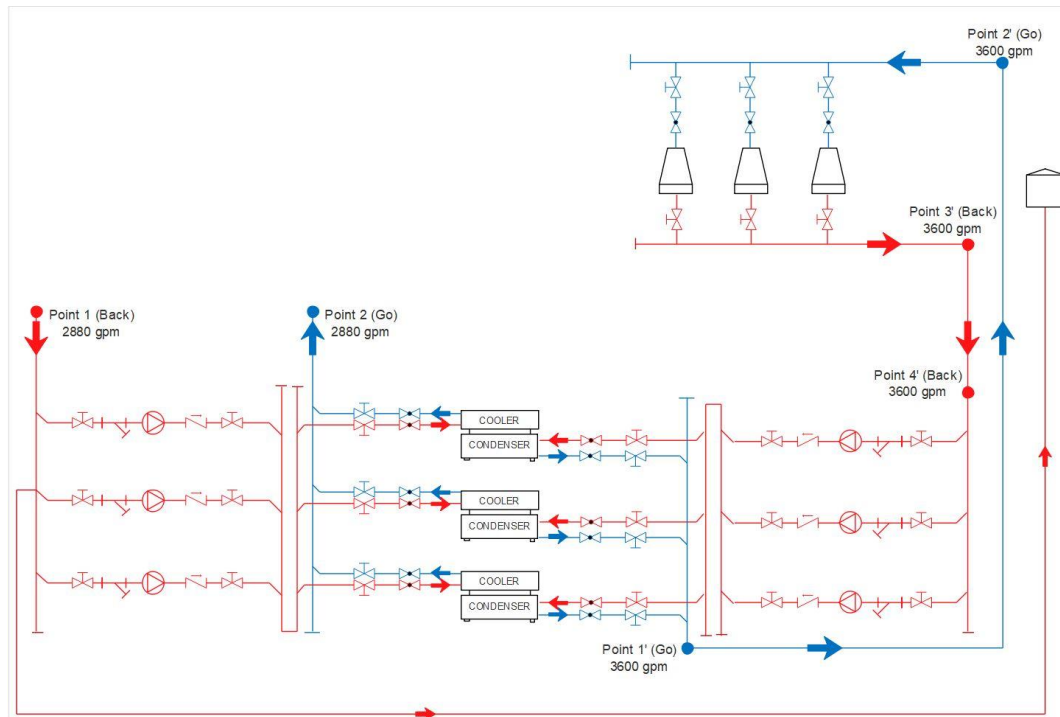 Point 2' (Go)
3600 gpm
Point 3' (Back)
3600 gpm
Point 1 (Back)
2880 gpm
Point 2 (Go)
2880 gpm
Point 4' (Back)
3600 gpm
COOLER
CONDENSER
COOLER
CONDENSER
COOLER
CONDENSER
Point 1' (Go)
3600 gpm